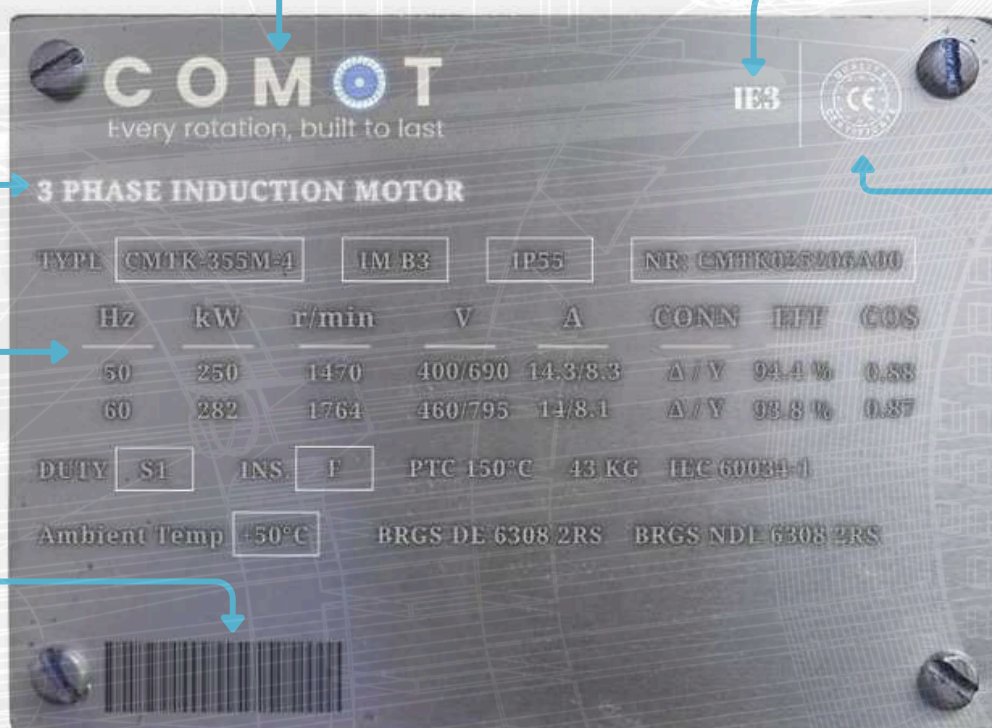 COMOT
Every rotation, built to last
IE3
CE
3 PHASE INDUCTION MOTOR
TYPE CMTK-355M-4 IM B3 IP55 NR: CMTK025206A00
Hz kW r/min V A CONN EFF COS
50 250 1470 400/690 14.3/8.3 Δ / Y 94.4 % 0.88
60 282 1764 460/795 14/8.1 Δ / Y 93.8 % 0.87
DUTY S1 INS. F PTC 150°C 43 KG IEC 60034-1
Ambient Temp +50°C BRGS DE 6308 2RS BRGS NDE 6308 2RS